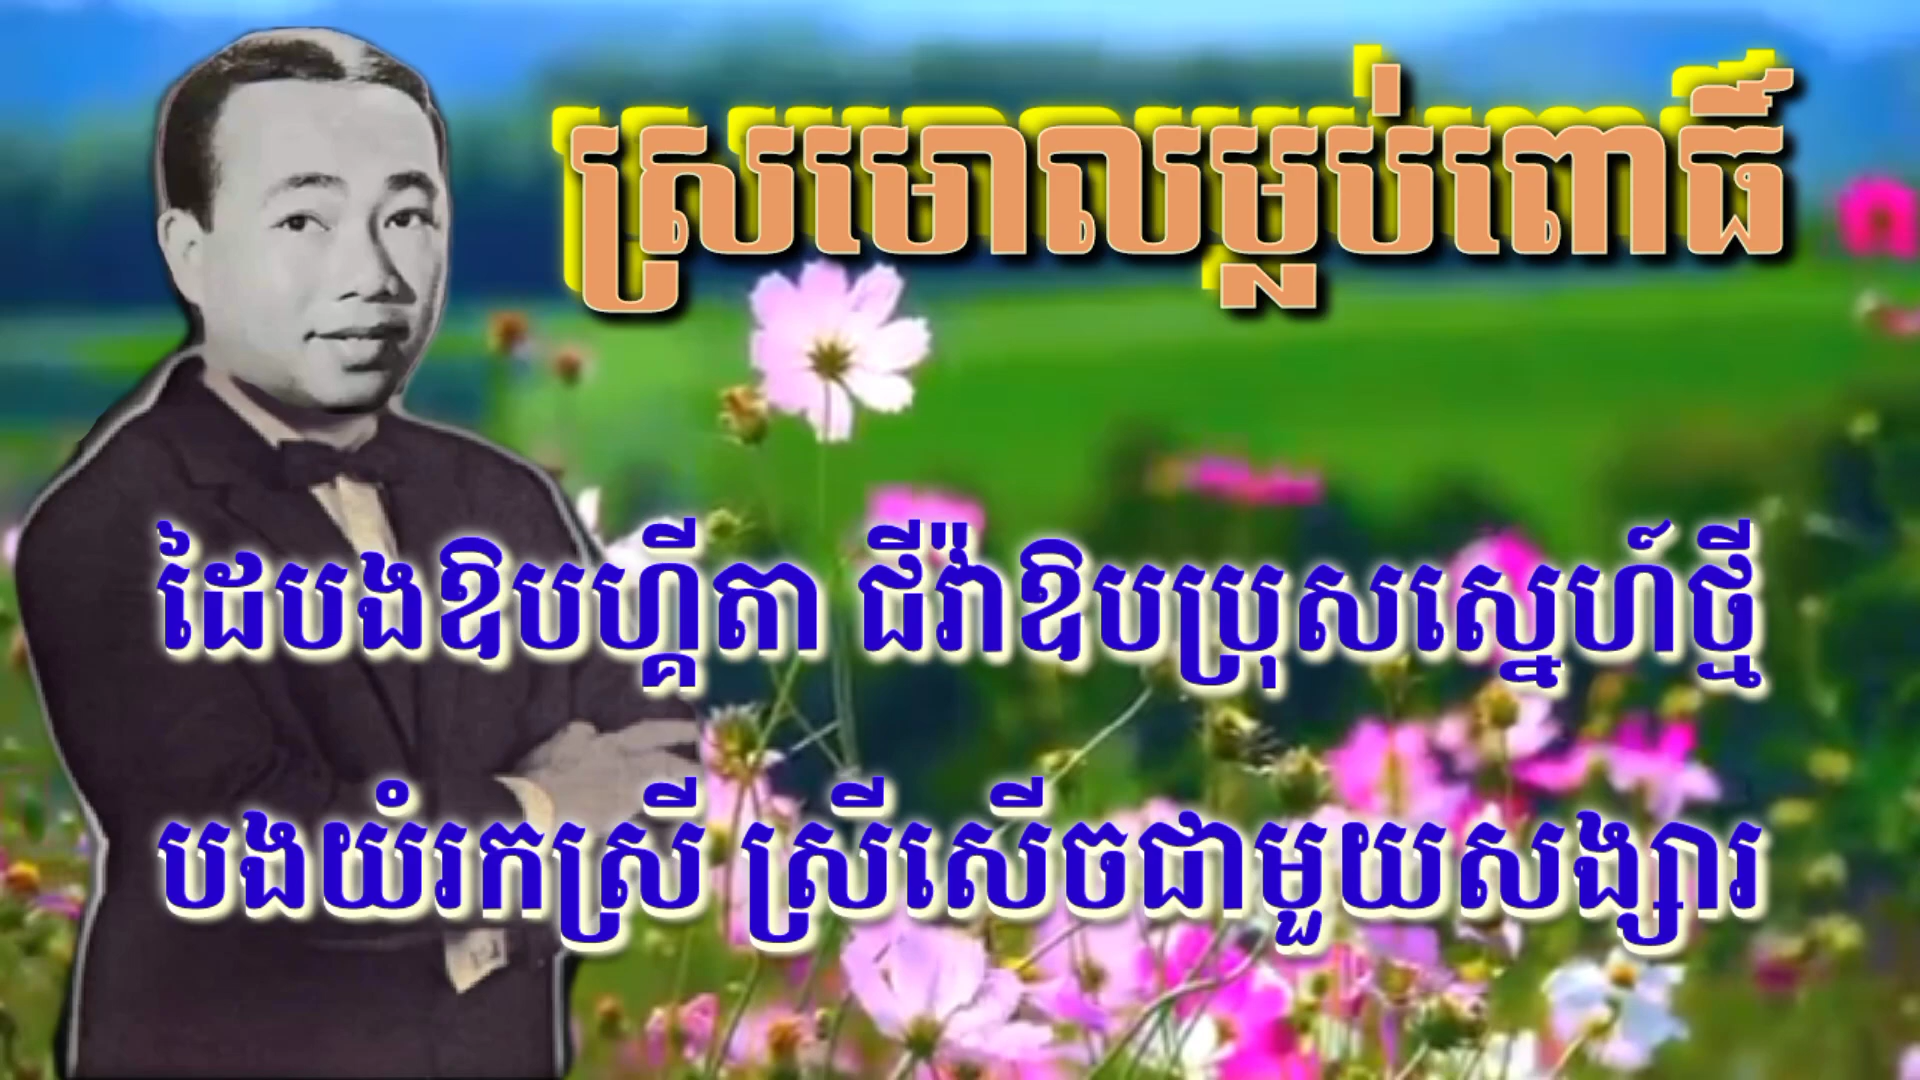 ស្រមោលម្លប់ពោធិ៍
ដៃបងឱបហ្គីតា ជីវ៉ាឱបប្រុសស្នេហ៍ថ្មី
បងយំរកស្រី ស្រីសើចជាមួយសង្សារ